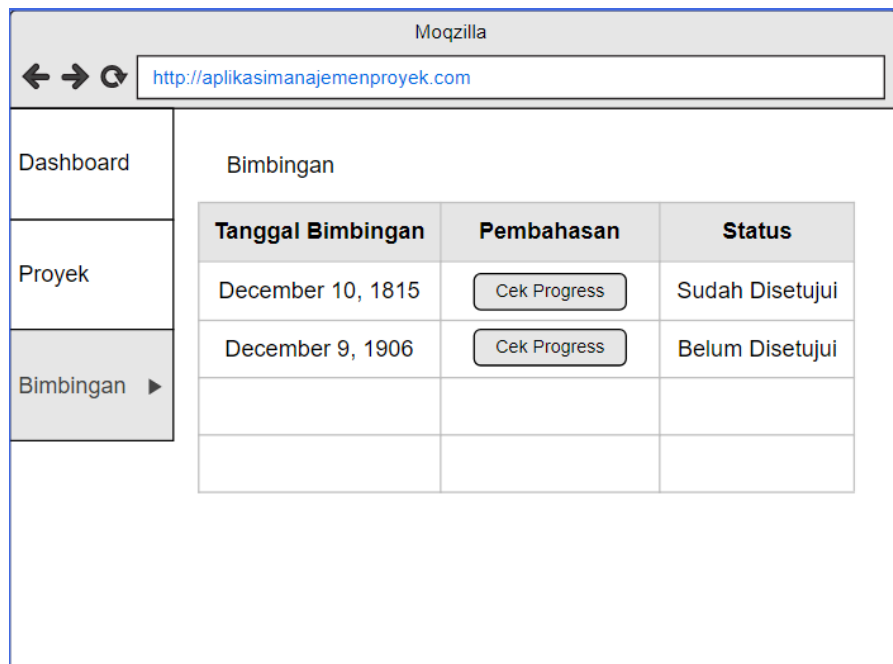 Moqzilla
http://aplikasimanajemenproyek.com
Dashboard
Proyek
Bimbingan
Bimbingan
Tanggal Bimbingan Pembahasan Status
December 10, 1815 Cek Progress Sudah Disetujui
December 9, 1906 Cek Progress Belum Disetujui